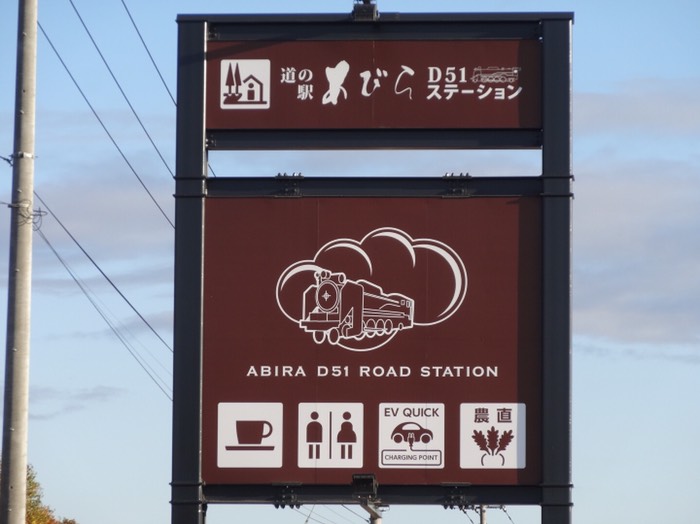 道の駅 あびら D51ステーション
ABIRA D51 ROAD STATION
EV QUICK
CHARGING POINT
農直